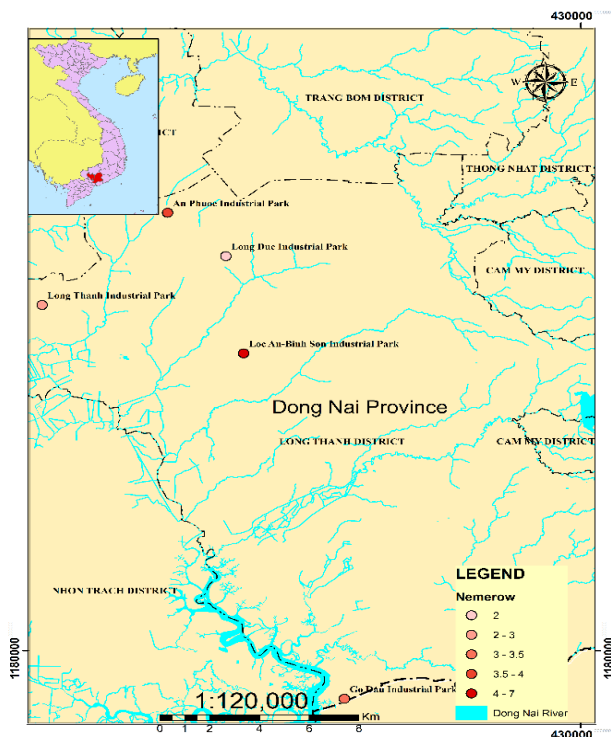 430000
W
E
S
TRANG BOM DISTRICT
RICT
THONG NHAT DISTRICT
An Phuoc Industrial Park
Long Duc Industrial Park
CAM MY DISTRICT
Long Thanh Industrial Park
Loc An-Binh Son Industrial Park
Dong Nai Province
LONG THANH DISTRICT
CAM MY DISTRICT
NHON TRACH DISTRICT
LEGEND
Nemerow
2
2 - 3
3 - 3.5
3.5 - 4
4 - 7
Dong Nai River
1180000
1180000
Go Dau Industrial Park
1:120,000
Km
0 1 2 4 6 8
430000